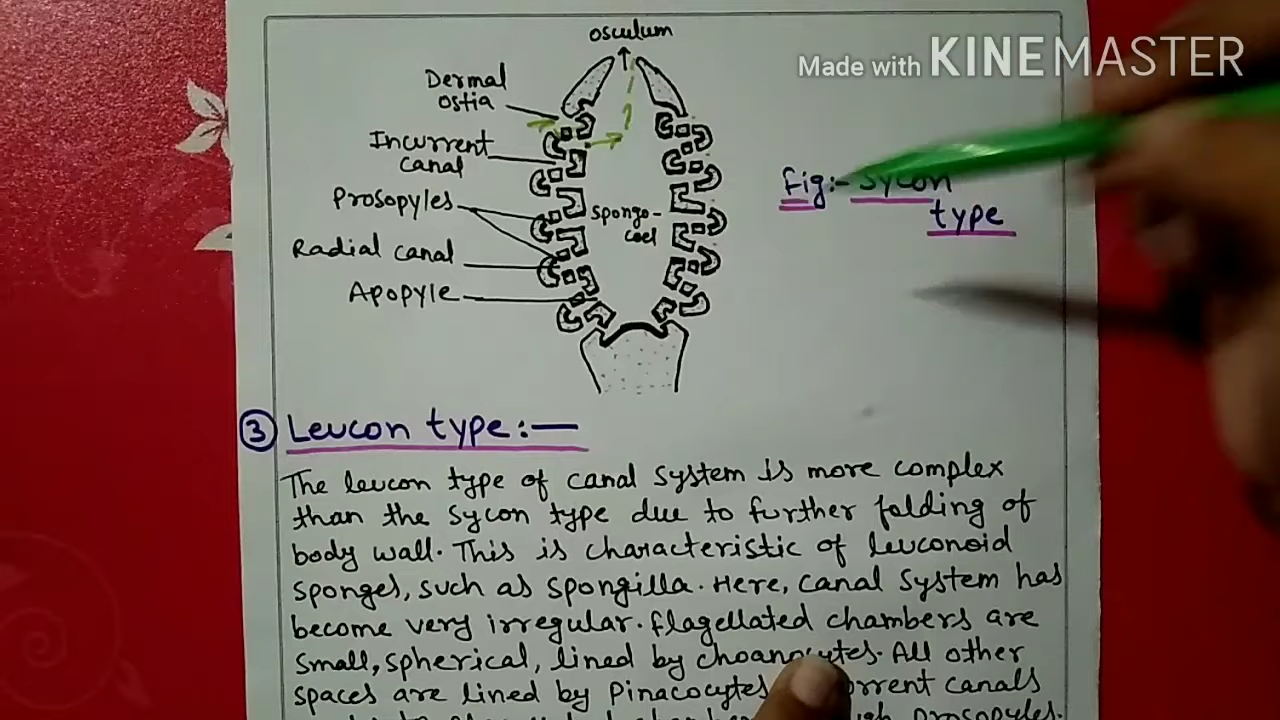 Made with KINEMASTER
osculum
Dermal
ostia
Incurrent
canal
Prosopyles
Radial canal
Apopyle
spongo-
coel
Fig:- Sycon
type
③ Leucon type:—
The leucon type of canal system is more complex
than the sycon type due to further folding of
body wall. This is characteristic of leuconoid
sponges, such as spongilla. Here, canal system has
become very irregular. flagellated chambers are
small, spherical, lined by choanocytes. All other
spaces are lined by Pinacocytes canals
prosopyles.